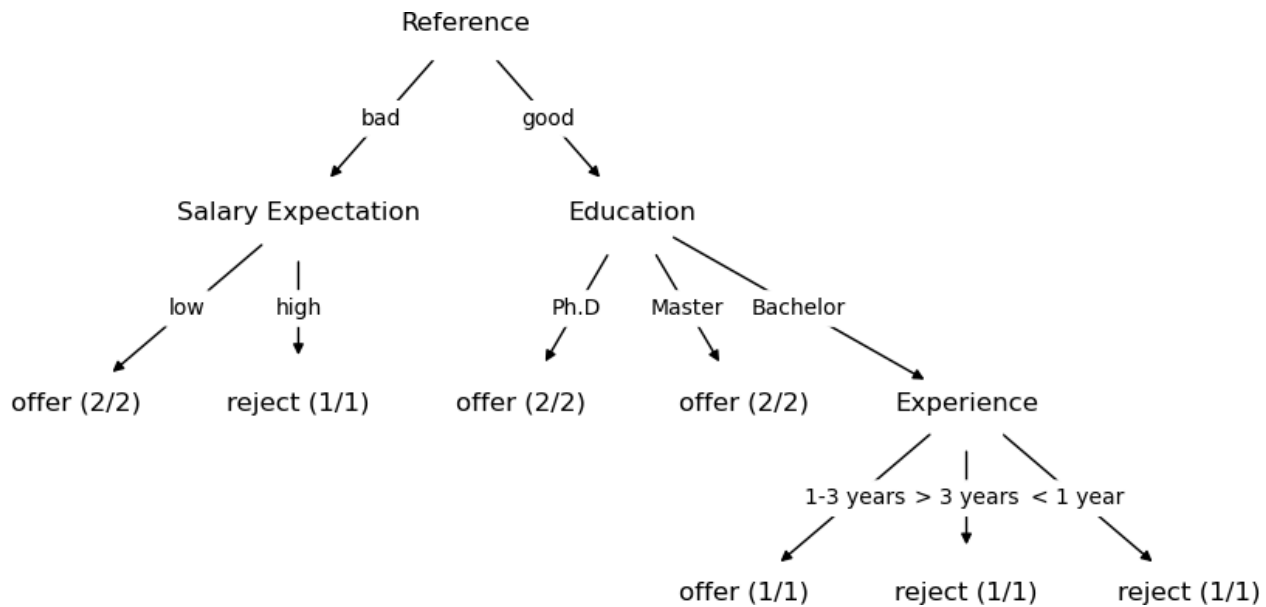 Reference
bad good
Salary Expectation Education
low high Ph.D Master Bachelor
offer (2/2) reject (1/1) offer (2/2) offer (2/2) Experience
1-3 years > 3 years < 1 year
offer (1/1) reject (1/1) reject (1/1)